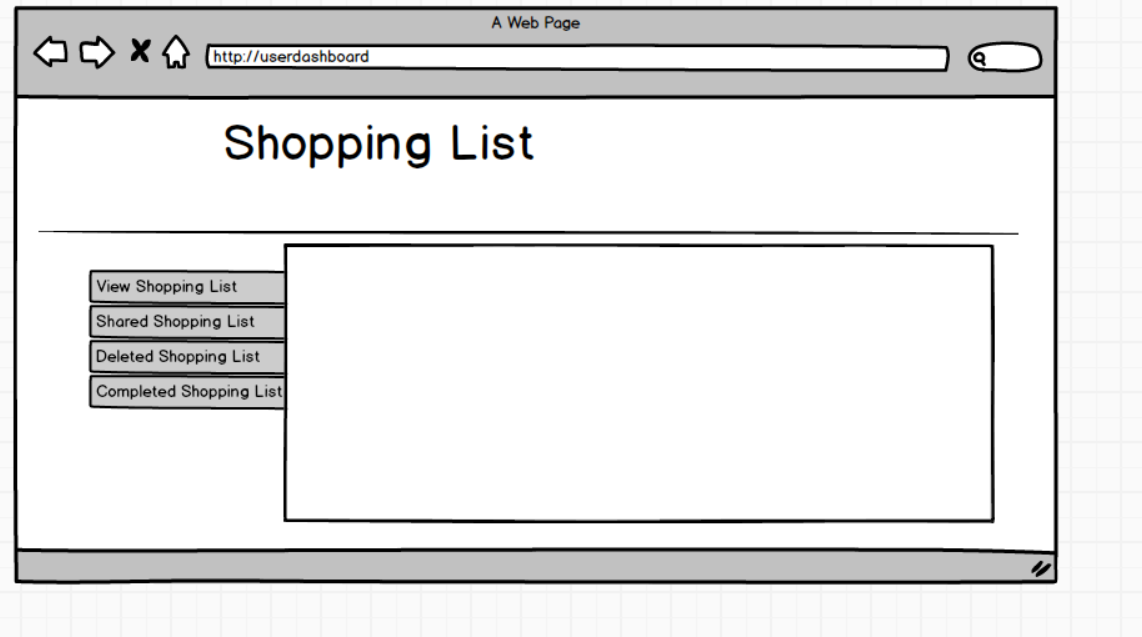 A Web Page
http://userdashboard
Shopping List
View Shopping List
Shared Shopping List
Deleted Shopping List
Completed Shopping List